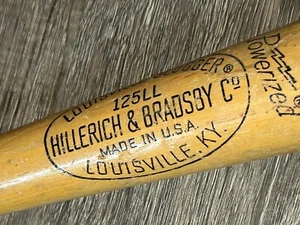 125LL
HILLERICH & BRADSBY Cº
MADE IN U.S.A.
LOUISVILLE, KY.
Powerized